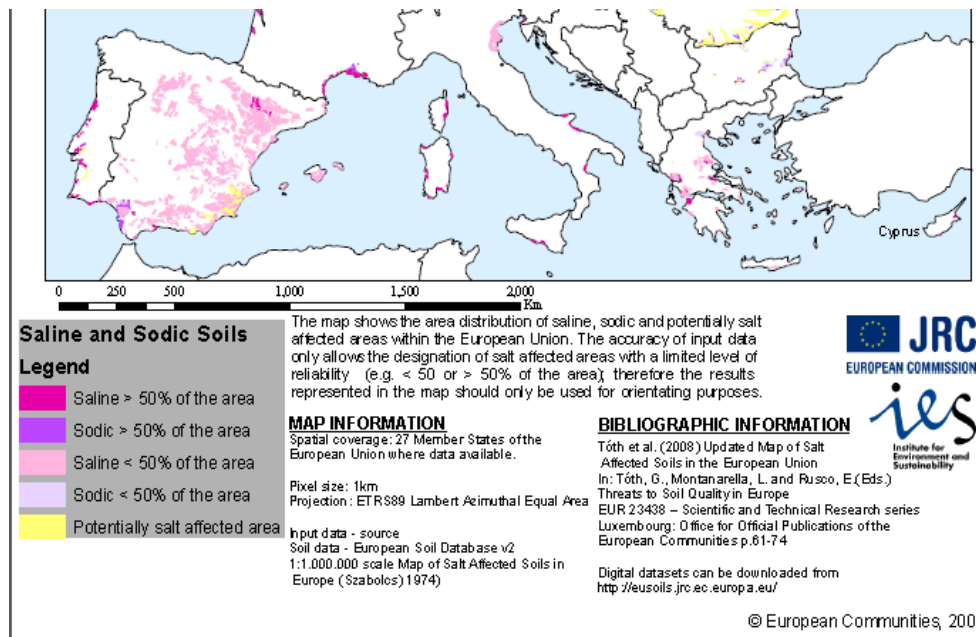 Cyprus
0 250 500 1,000 1,500 2,000
Km
Saline and Sodic Soils
Legend
Saline > 50% of the area
Sodic > 50% of the area
Saline < 50% of the area
Sodic < 50% of the area
Potentially salt affected area
The map shows the area distribution of saline, sodic and potentially salt
affected areas within the European Union. The accuracy of input data
only allows the designation of salt affected areas with a limited level of
reliability (e.g. < 50 or > 50% of the area); therefore the results
represented in the map should only be used for orientating purposes.
MAP INFORMATION
Spatial coverage: 27 Member States of the
European Union where data available.
Pixel size: 1km
Projection: ETRS89 Lambert Azimuthal Equal Area
Input data - source
Soil data - European Soil Database v2
1:1.000.000 scale Map of Salt Affected Soils in
Europe (Szabolcs) 1974)
BIBLIOGRAPHIC INFORMATION
Tóth et al. (2008) Updated Map of Salt
Affected Soils in the European Union
In: Tóth, G., Montanarella, L. and Rusco, E.(Eds.)
Threats to Soil Quality in Europe
EUR 23438 – Scientific and Technical Research series
Luxembourg: Office for Official Publications of the
European Communities p.61-74
Digital datasets can be downloaded from
http://eusoils.jrc.ec.europa.eu/
JRC
EUROPEAN COMMISSION
ies
Institute for
Environment and
Sustainability
© European Communities, 200